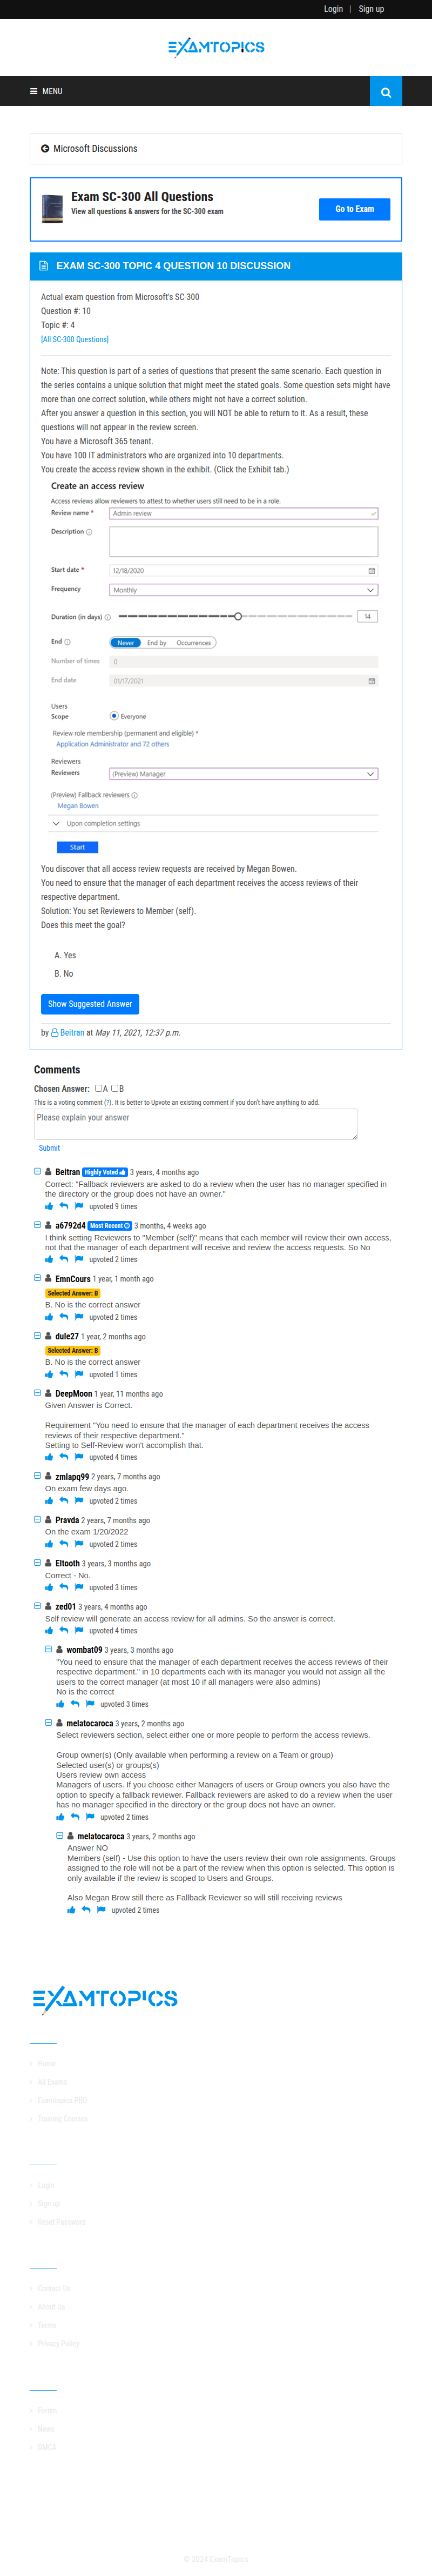 Login | Sign up
EXAMTOPICS
MENU
Microsoft Discussions
Exam SC-300 All Questions
View all questions & answers for the SC-300 exam
Go to Exam
EXAM SC-300 TOPIC 4 QUESTION 10 DISCUSSION
Actual exam question from Microsoft's SC-300
Question #: 10
Topic #: 4
[All SC-300 Questions]
Note: This question is part of a series of questions that present the same scenario. Each question in
the series contains a unique solution that might meet the stated goals. Some question sets might have
more than one correct solution, while others might not have a correct solution.
After you answer a question in this section, you will NOT be able to return to it. As a result, these
questions will not appear in the review screen.
You have a Microsoft 365 tenant.
You have 100 IT administrators who are organized into 10 departments.
You create the access review shown in the exhibit. (Click the Exhibit tab.)
Create an access review
Access reviews allow reviewers to attest to whether users still need to be in a role.
Review name * Admin review
Description
Start date * 12/18/2020
Frequency Monthly
Duration (in days) 14
End Never End by Occurrences
Number of times 0
End date 01/17/2021
Users
Scope Everyone
Review role membership (permanent and eligible) *
Application Administrator and 72 others
Reviewers
Reviewers (Preview) Manager
(Preview) Fallback reviewers
Megan Bowen
Upon completion settings
Start
You discover that all access review requests are received by Megan Bowen.
You need to ensure that the manager of each department receives the access reviews of their
respective department.
Solution: You set Reviewers to Member (self).
Does this meet the goal?
A. Yes
B. No
Show Suggested Answer
by Beitran at May 11, 2021, 12:37 p.m.
Comments
Chosen Answer: A B
This is a voting comment (?). It is better to Upvote an existing comment if you don't have anything to add.
Please explain your answer
Submit
Beitran Highly Voted 3 years, 4 months ago
Correct: "Fallback reviewers are asked to do a review when the user has no manager specified in
the directory or the group does not have an owner."
upvoted 9 times
a6792d4 Most Recent 3 months, 4 weeks ago
I think setting Reviewers to "Member (self)" means that each member will review their own access,
not that the manager of each department will receive and review the access requests. So No
upvoted 2 times
EmnCours 1 year, 1 month ago
Selected Answer: B
B. No is the correct answer
upvoted 2 times
dule27 1 year, 2 months ago
Selected Answer: B
B. No is the correct answer
upvoted 1 times
DeepMoon 1 year, 11 months ago
Given Answer is Correct.
Requirement "You need to ensure that the manager of each department receives the access
reviews of their respective department."
Setting to Self-Review won't accomplish that.
upvoted 4 times
zmlapq99 2 years, 7 months ago
On exam few days ago.
upvoted 2 times
Pravda 2 years, 7 months ago
On the exam 1/20/2022
upvoted 2 times
Eltooth 3 years, 3 months ago
Correct - No.
upvoted 3 times
zed01 3 years, 4 months ago
Self review will generate an access review for all admins. So the answer is correct.
upvoted 4 times
wombat09 3 years, 3 months ago
"You need to ensure that the manager of each department receives the access reviews of their
respective department." in 10 departments each with its manager you would not assign all the
users to the correct manager (at most 10 if all managers were also admins)
No is the correct
upvoted 3 times
melatocaroca 3 years, 2 months ago
Select reviewers section, select either one or more people to perform the access reviews.
Group owner(s) (Only available when performing a review on a Team or group)
Selected user(s) or groups(s)
Users review own access
Managers of users. If you choose either Managers of users or Group owners you also have the
option to specify a fallback reviewer. Fallback reviewers are asked to do a review when the user
has no manager specified in the directory or the group does not have an owner.
upvoted 2 times
melatocaroca 3 years, 2 months ago
Answer NO
Members (self) - Use this option to have the users review their own role assignments. Groups
assigned to the role will not be a part of the review when this option is selected. This option is
only available if the review is scoped to Users and Groups.
Also Megan Brow still there as Fallback Reviewer so will still receiving reviews
upvoted 2 times
EXAMTOPICS
Home
All Exams
Examtopics PRO
Training Courses
Login
Sign up
Reset Password
Contact Us
About Us
Terms
Privacy Policy
Forum
News
DMCA
© 2024 ExamTopics